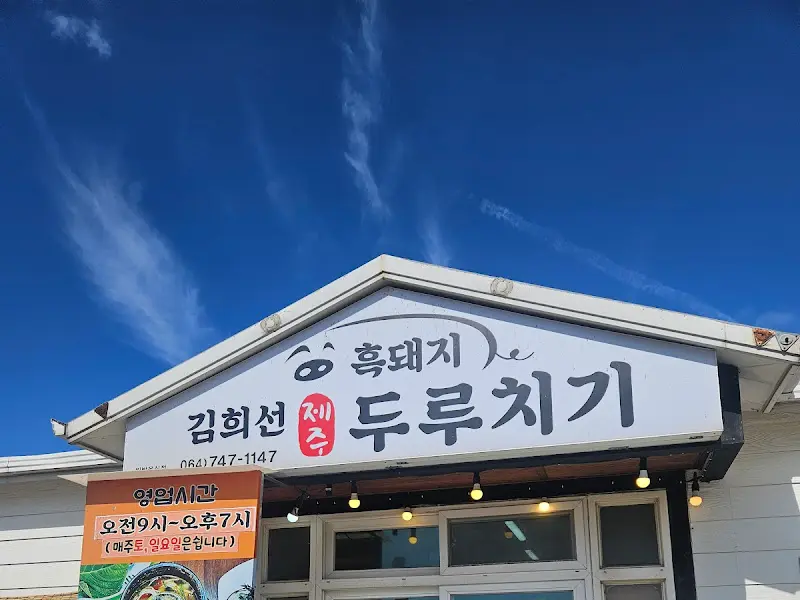 흑돼지
김희선 제주 두루치기
064)747-1147
영업시간
오전9시~오후7시
(매주토,일요일은쉽니다)